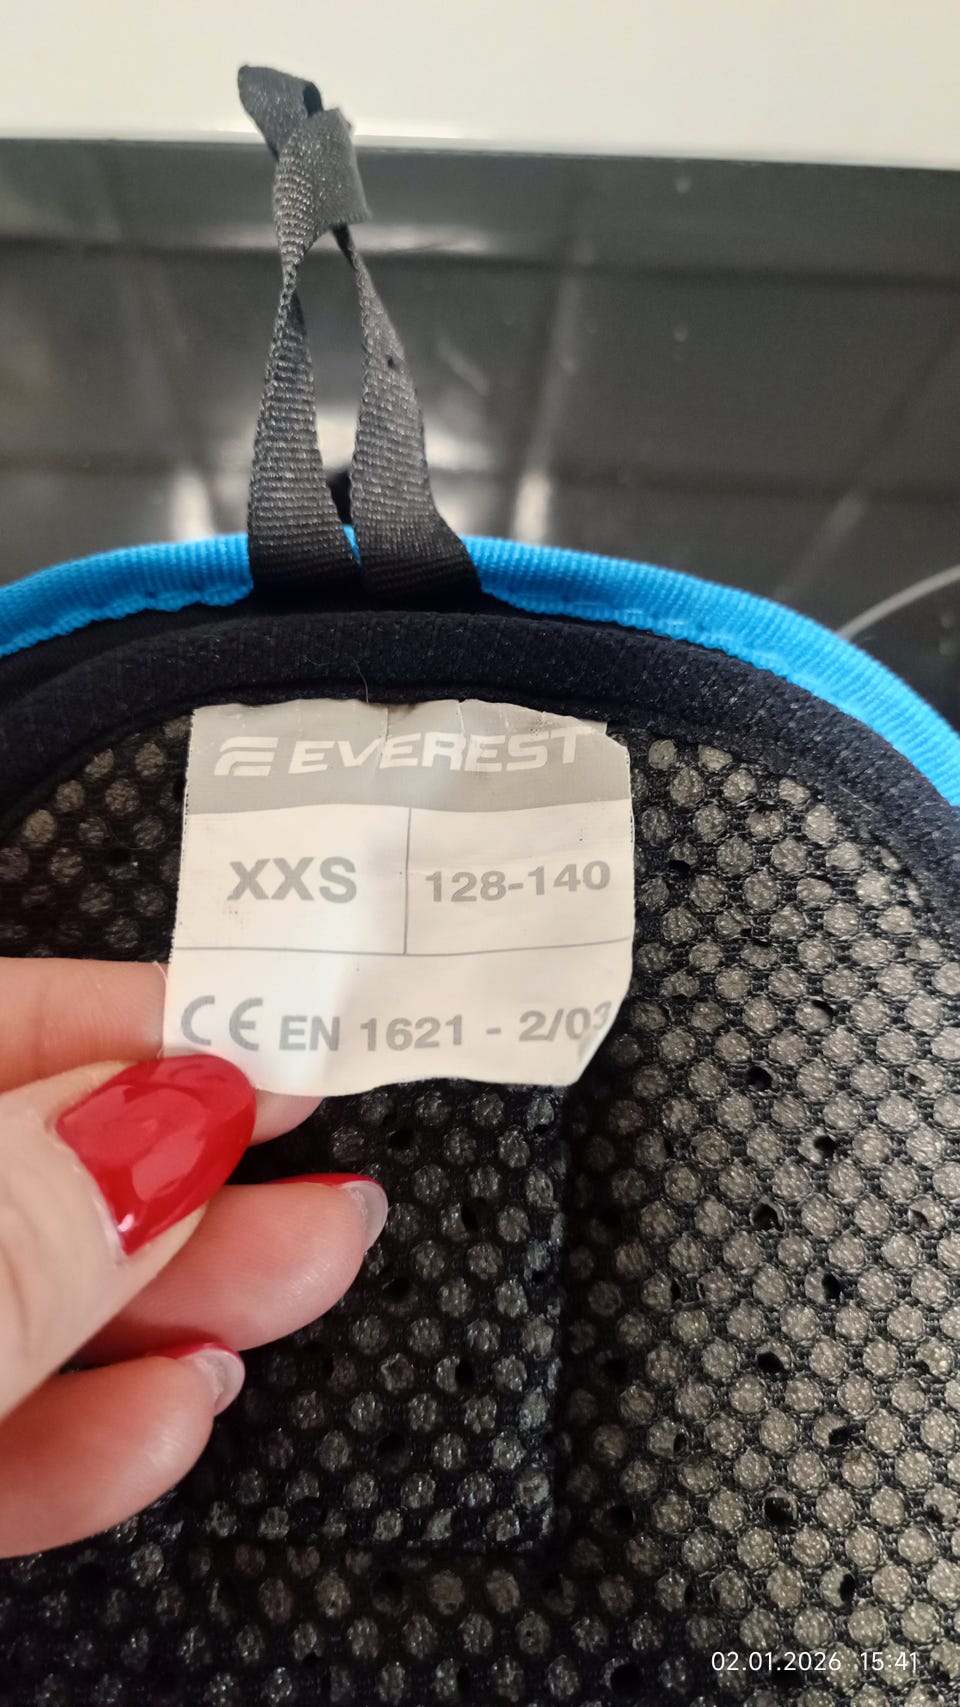 EVEREST
XXS 128-140
CE EN 1621 - 2/03
02.01.2026 15:41